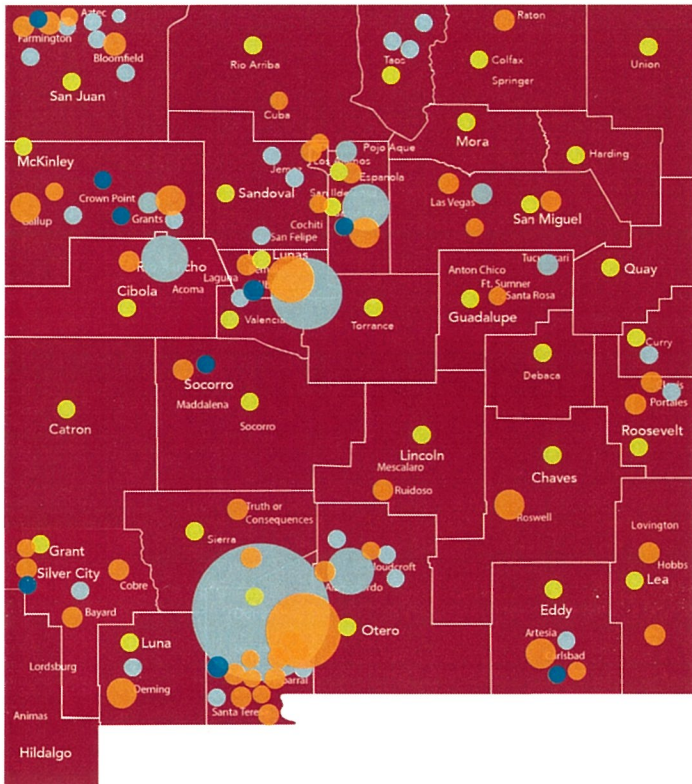 Aztec
Farmington
Bloomfield
San Juan
Rio Arriba
Cuba
Taos
Raton
Colfax
Springer
Union
McKinley
Crown Point
Gallup
Grants
Sandoval
Jemez
Los Alamos
Pojo Aque
Espanola
Cochiti
San Felipe
Mora
Harding
Las Vegas
San Miguel
Quay
Lunas
Laguna
Acoma
Cibola
Valencia
Torrance
Anton Chico
Ft. Sumner
Santa Rosa
Guadalupe
Debaca
Curry
Portales
Roosevelt
Catron
Socorro
Maddalena
Socorro
Lincoln
Mescalaro
Ruidoso
Chaves
Roswell
Truth or
Consequences
Sierra
Otero
Grant
Silver City
Cobre
Bayard
Lordsburg
Animas
Hidalgo
Luna
Deming
Santa Teresa
Eddy
Artesia
Carlsbad
Lovington
Hobbs
Lea